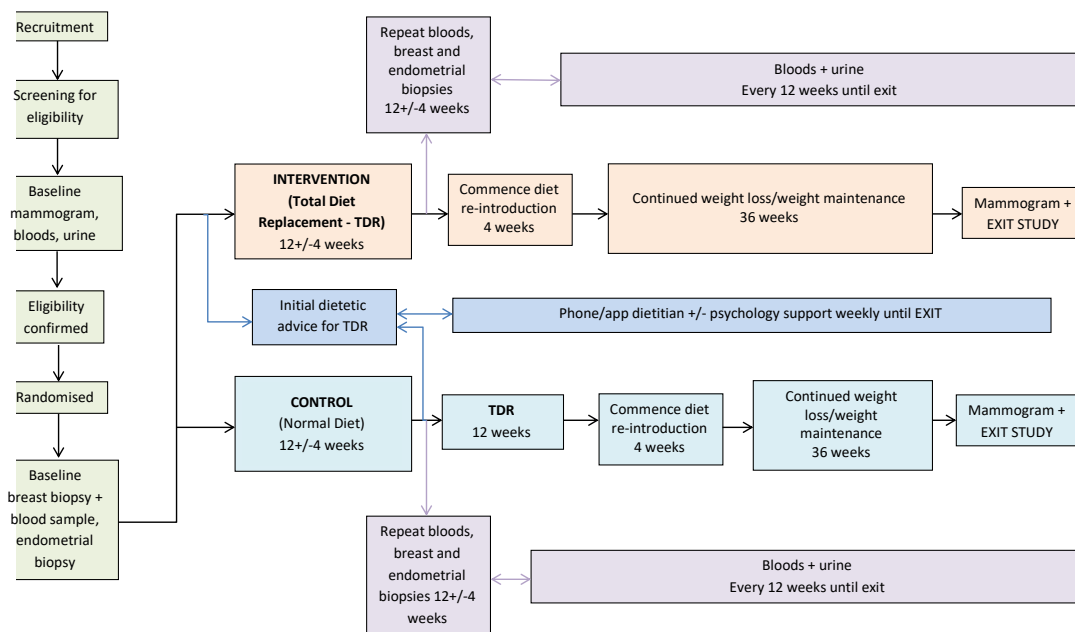 Recruitment
Screening for
eligibility
Baseline
mammogram,
bloods, urine
Eligibility
confirmed
Randomised
Baseline
breast biopsy +
blood sample,
endometrial
biopsy
Repeat bloods,
breast and
endometrial
biopsies
12+/-4 weeks
Bloods + urine
Every 12 weeks until exit
INTERVENTION
(Total Diet
Replacement - TDR)
12+/-4 weeks
Commence diet
re-introduction
4 weeks
Continued weight loss/weight maintenance
36 weeks
Mammogram +
EXIT STUDY
Initial dietetic
advice for TDR
Phone/app dietitian +/- psychology support weekly until EXIT
CONTROL
(Normal Diet)
12+/-4 weeks
TDR
12 weeks
Commence diet
re-introduction
4 weeks
Continued weight
loss/weight
maintenance
36 weeks
Mammogram +
EXIT STUDY
Repeat bloods,
breast and
endometrial
biopsies 12+/-4
weeks
Bloods + urine
Every 12 weeks until exit